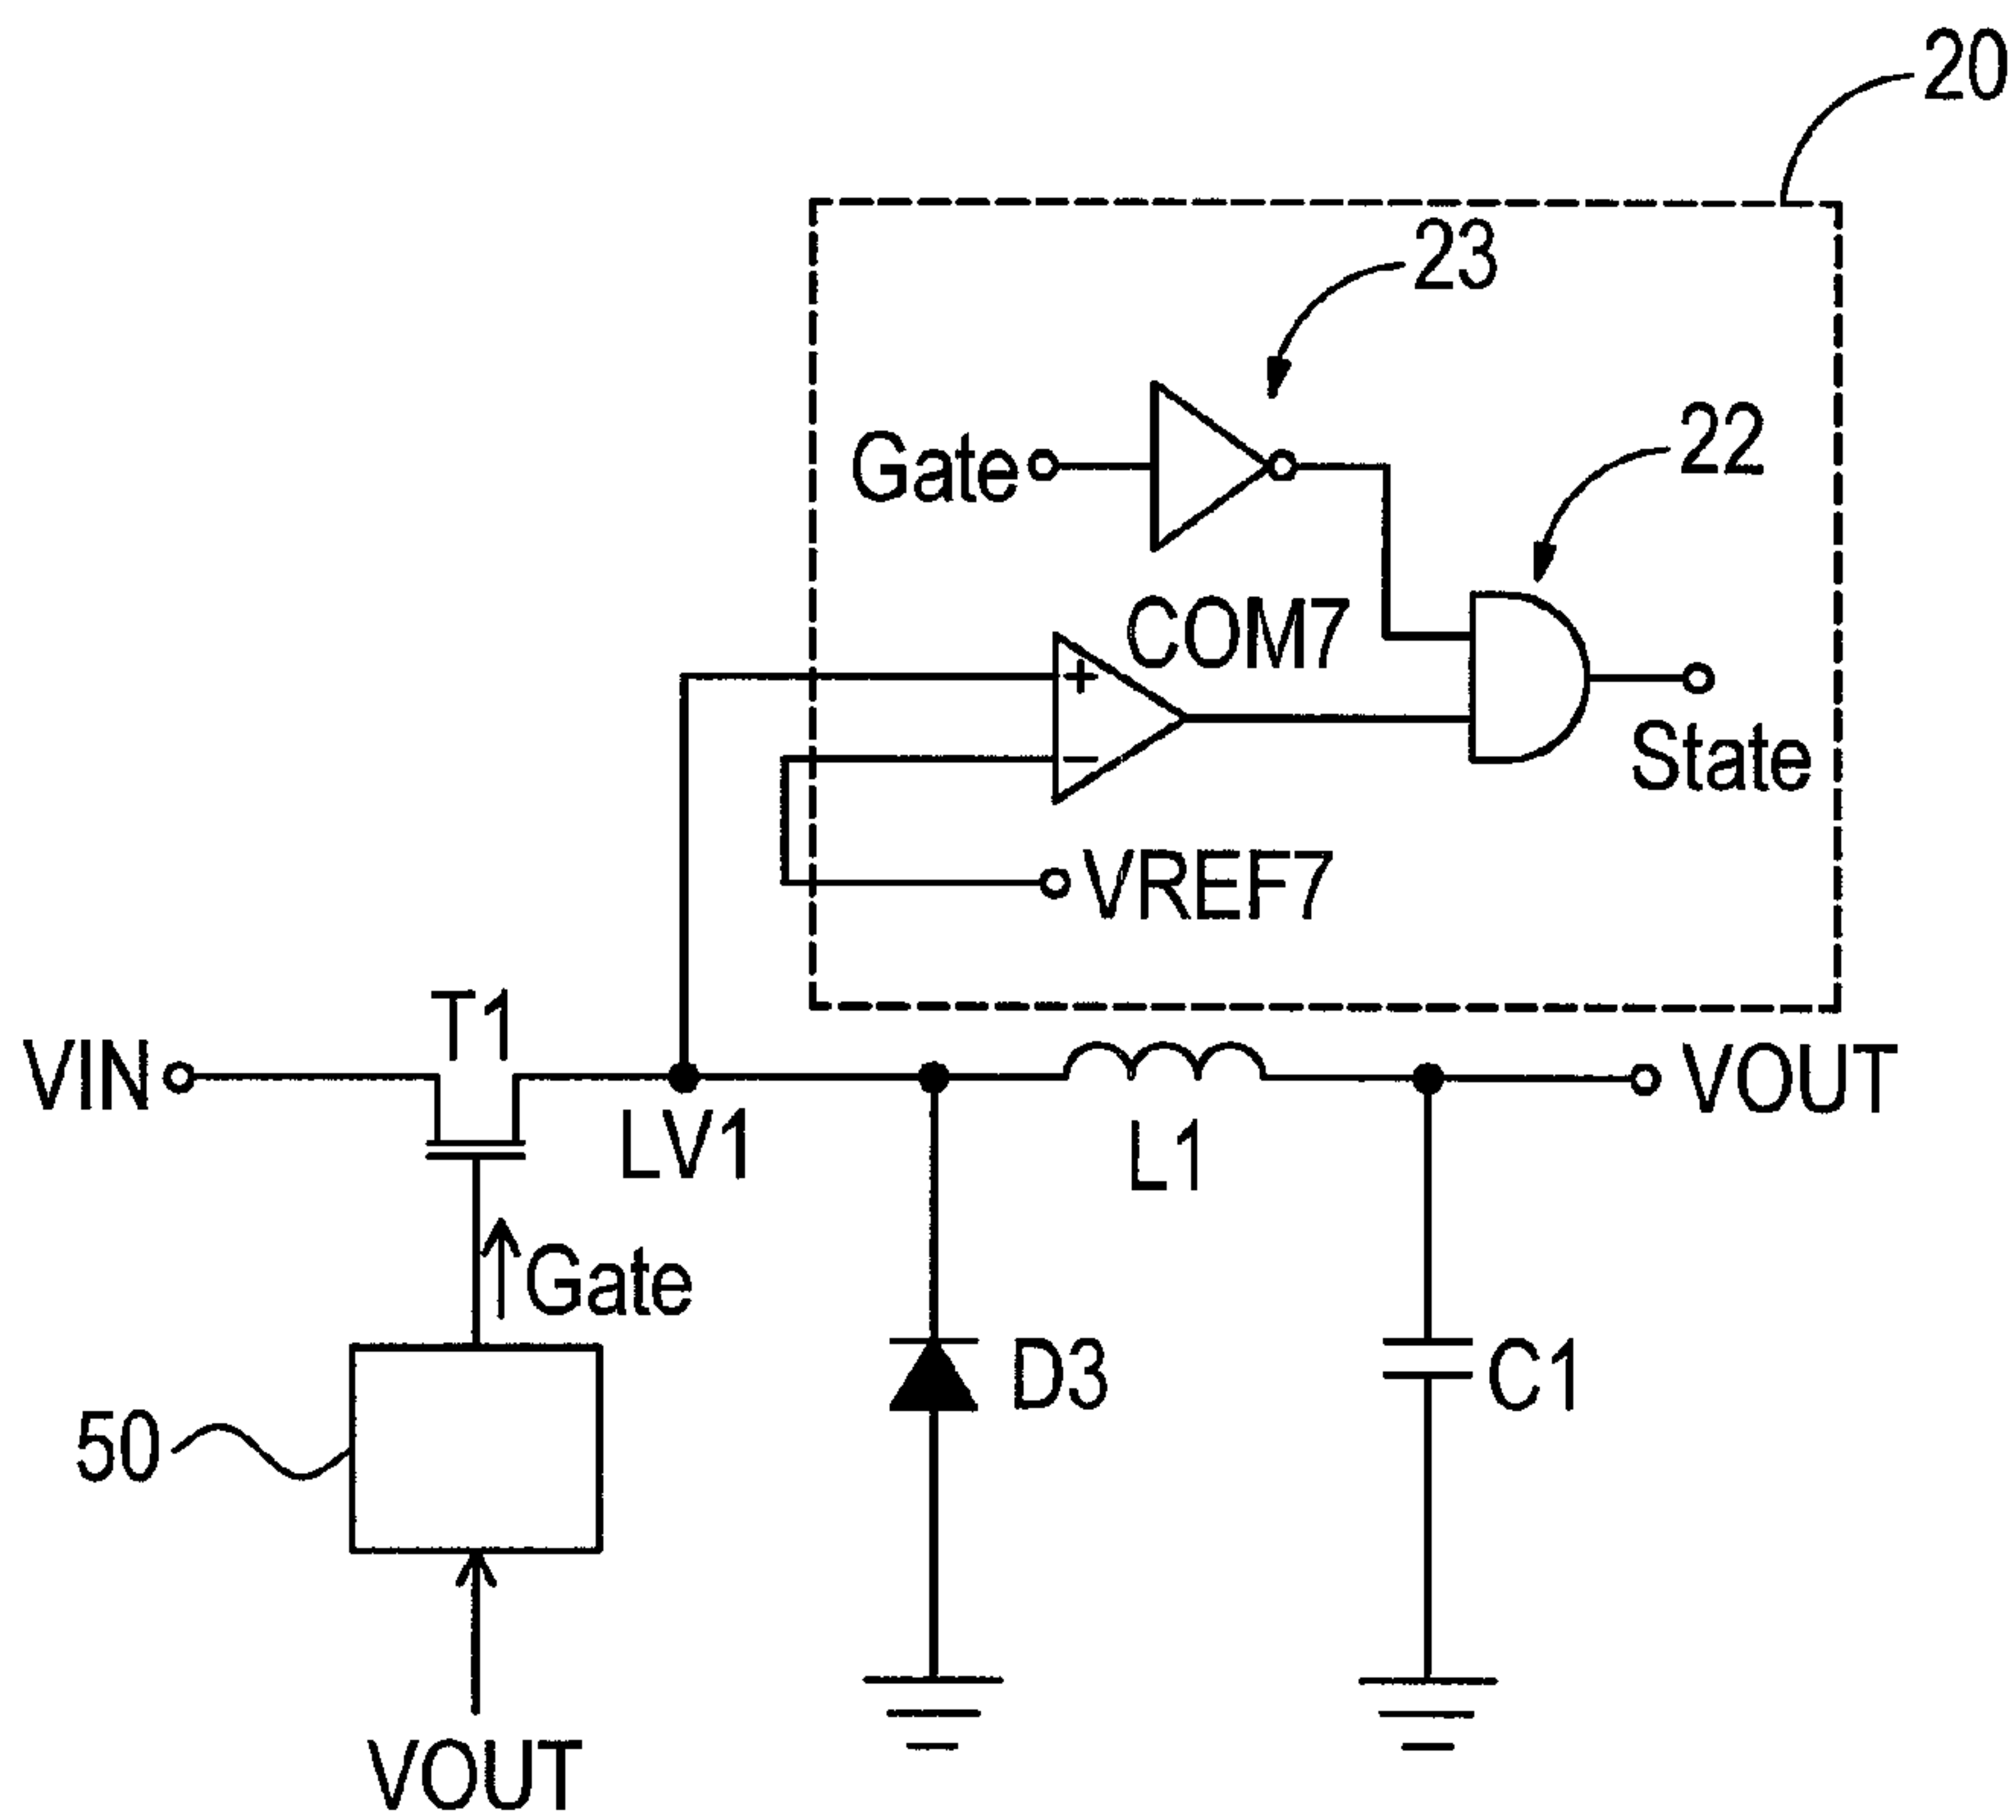 20
23
22
Gate
COM7
+
−
State
VREF7
T1
VIN
LV1
L1
VOUT
Gate
D3
C1
50
VOUT